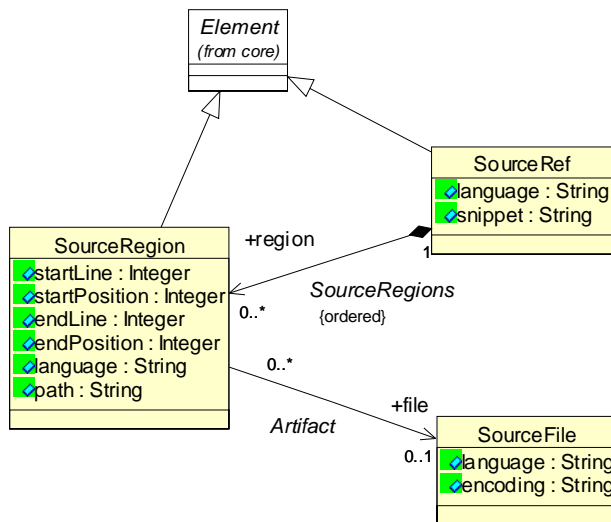 Element
(from core)
SourceRef
language : String
snippet : String
SourceRegion
startLine : Integer
startPosition : Integer
endLine : Integer
endPosition : Integer
language : String
path : String
+region
1
SourceRegions
0..*
{ordered}
0..*
+file
Artifact
0..1
SourceFile
language : String
encoding : String